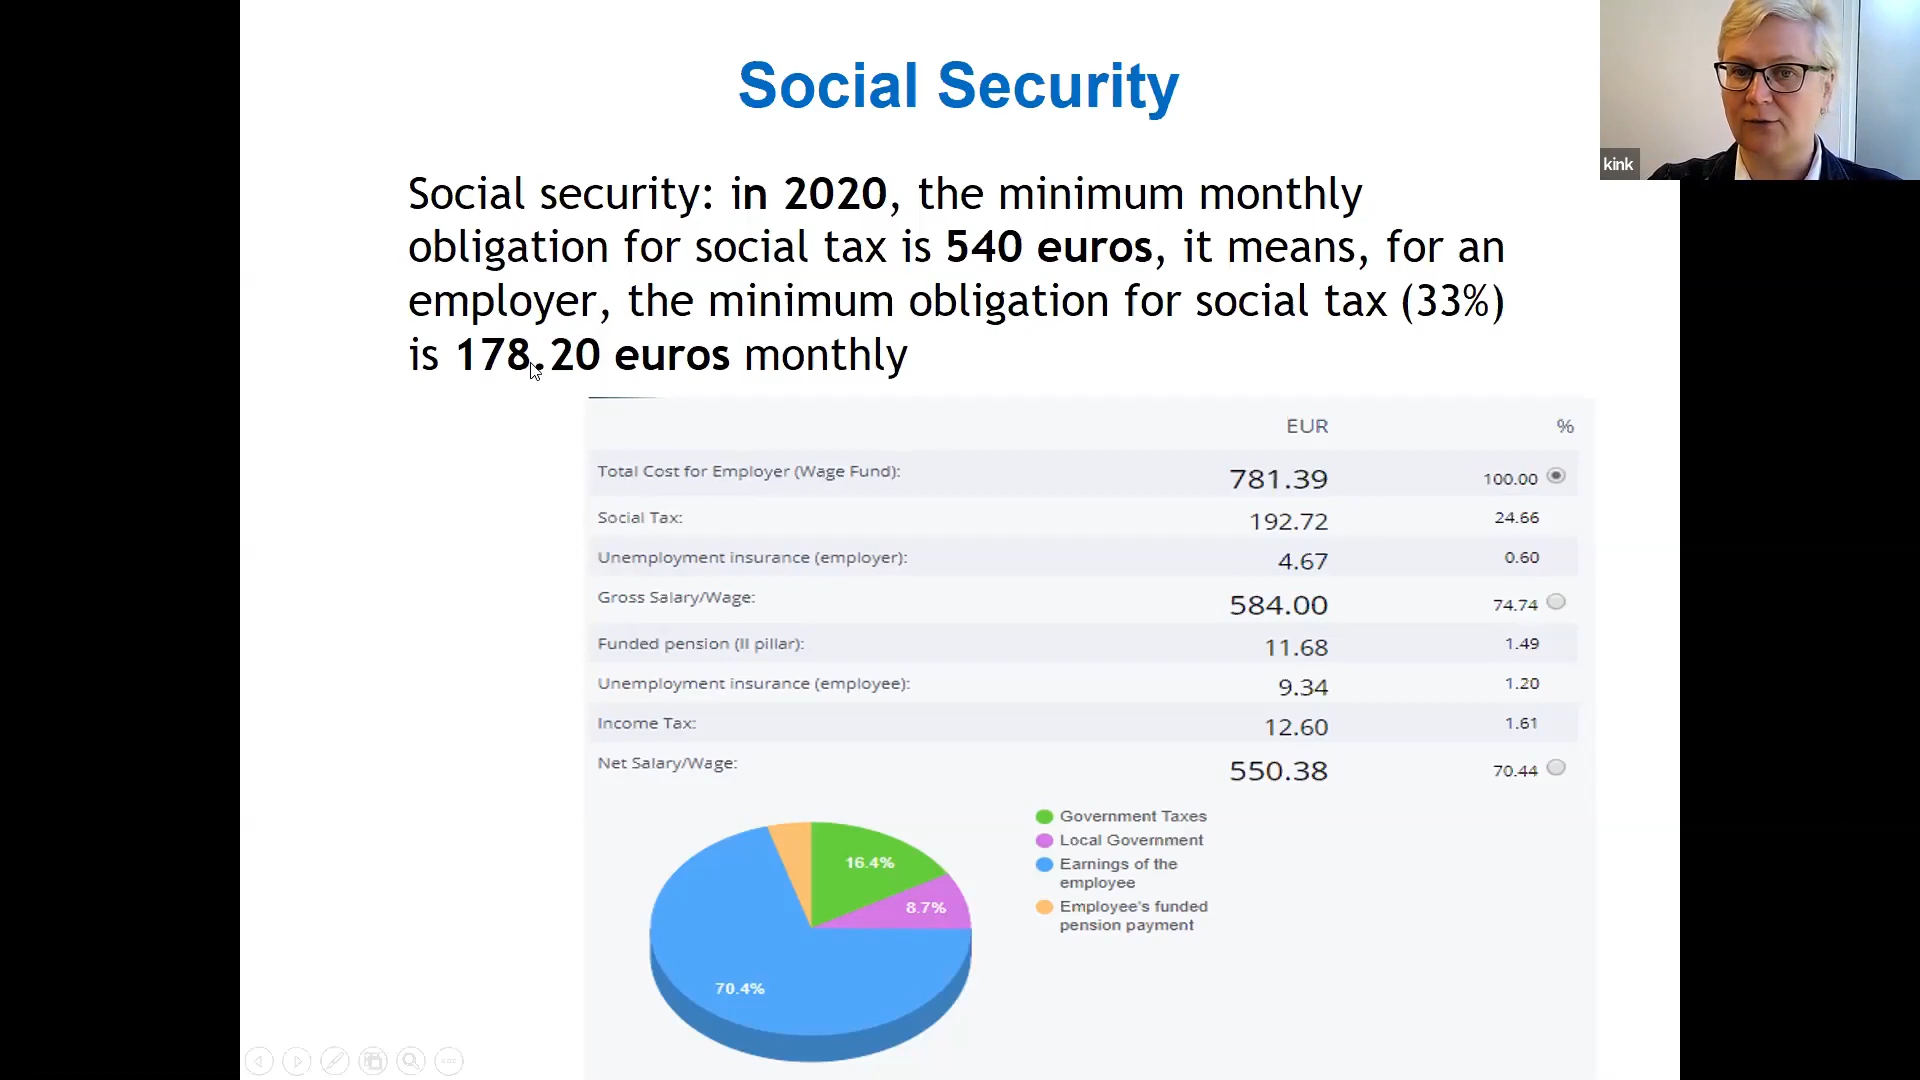 Social Security
kink
Social security: in 2020, the minimum monthly
obligation for social tax is 540 euros, it means, for an
employer, the minimum obligation for social tax (33%)
is 178.20 euros monthly
EUR %
Total Cost for Employer (Wage Fund): 781.39 100.00
Social Tax: 192.72 24.66
Unemployment insurance (employer): 4.67 0.60
Gross Salary/Wage: 584.00 74.74
Funded pension (II pillar): 11.68 1.49
Unemployment insurance (employee): 9.34 1.20
Income Tax: 12.60 1.61
Net Salary/Wage: 550.38 70.44
16.4%
8.7%
70.4%
Government Taxes
Local Government
Earnings of the
employee
Employee's funded
pension payment